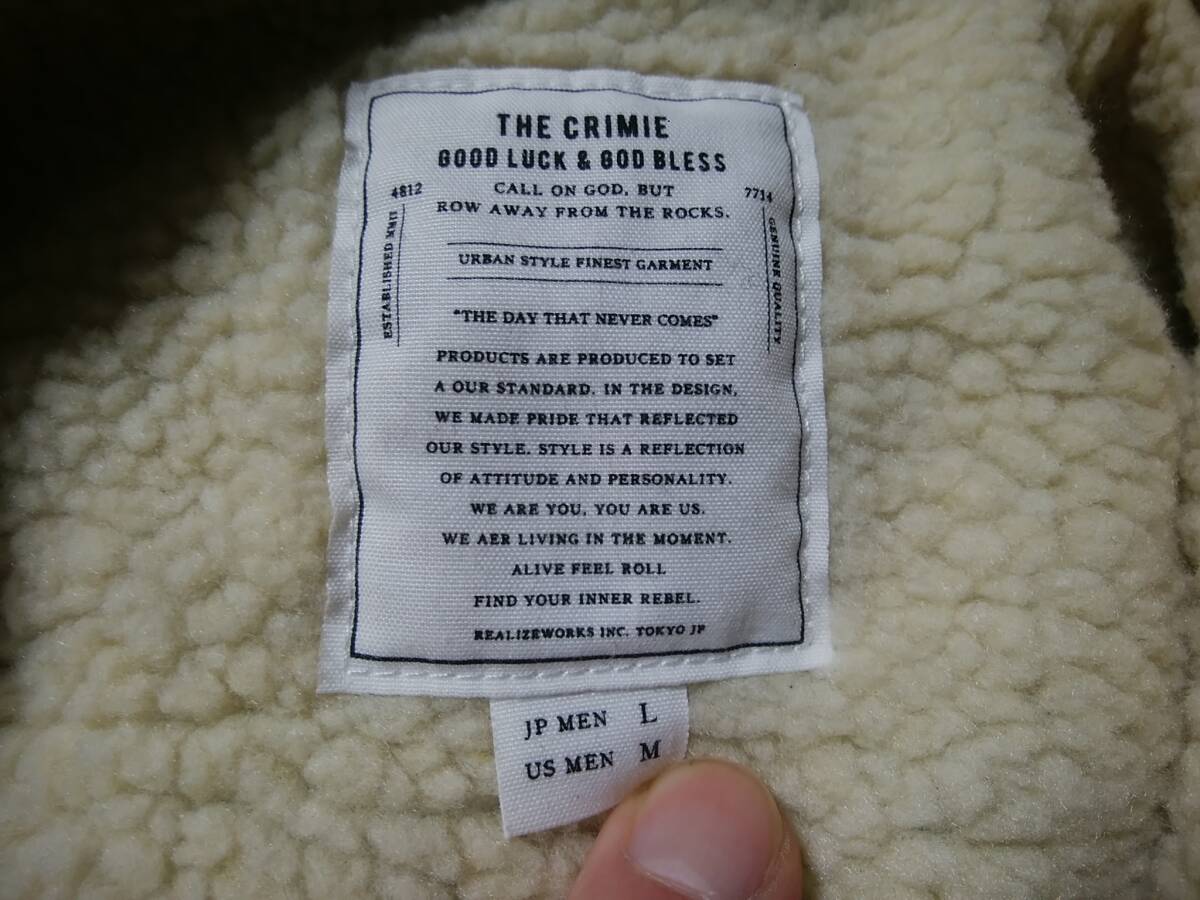 THE CRIMIE
GOOD LUCK & GOD BLESS
4812
CALL ON GOD, BUT
7714
ROW AWAY FROM THE ROCKS.
ESTABLISHED MMII
GENUINE QUALITY
URBAN STYLE FINEST GARMENT
"THE DAY THAT NEVER COMES"
PRODUCTS ARE PRODUCED TO SET
A OUR STANDARD. IN THE DESIGN,
WE MADE PRIDE THAT REFLECTED
OUR STYLE. STYLE IS A REFLECTION
OF ATTITUDE AND PERSONALITY.
WE ARE YOU, YOU ARE US.
WE AER LIVING IN THE MOMENT.
ALIVE FEEL ROLL
FIND YOUR INNER REBEL.
REALIZEWORKS INC. TOKYO JP
JP MEN L
US MEN M